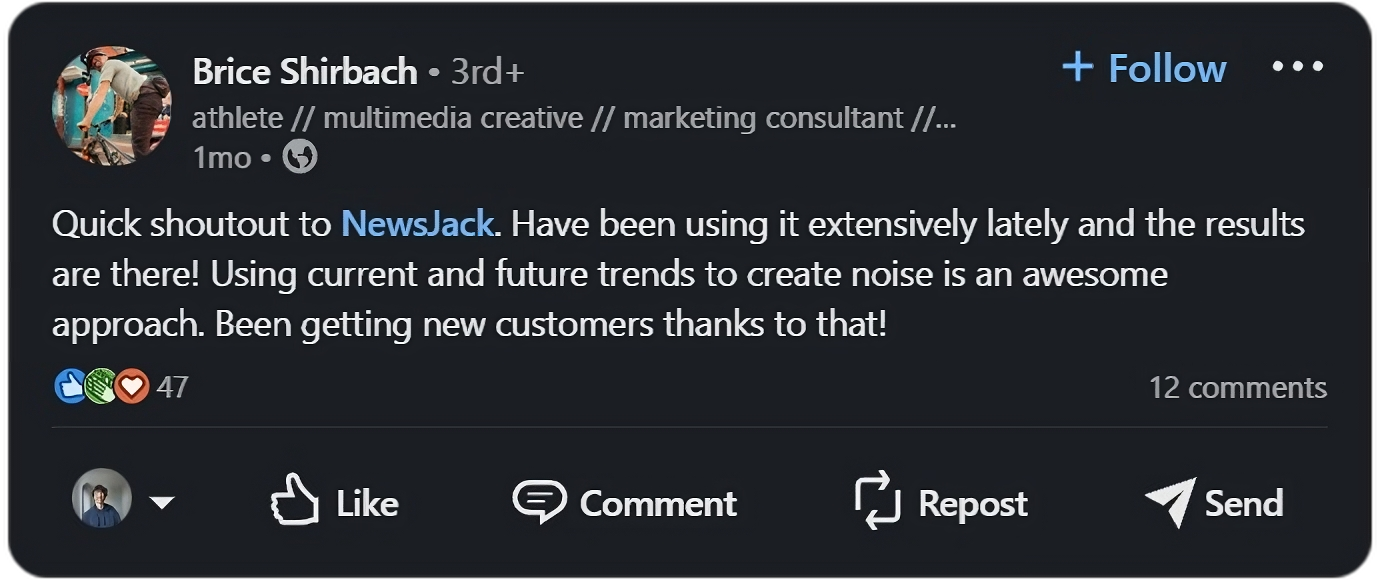 Brice Shirbach • 3rd+
+ Follow
athlete // multimedia creative // marketing consultant //...
1mo •
Quick shoutout to NewsJack. Have been using it extensively lately and the results
are there! Using current and future trends to create noise is an awesome
approach. Been getting new customers thanks to that!
47
12 comments
Like
Comment
Repost
Send